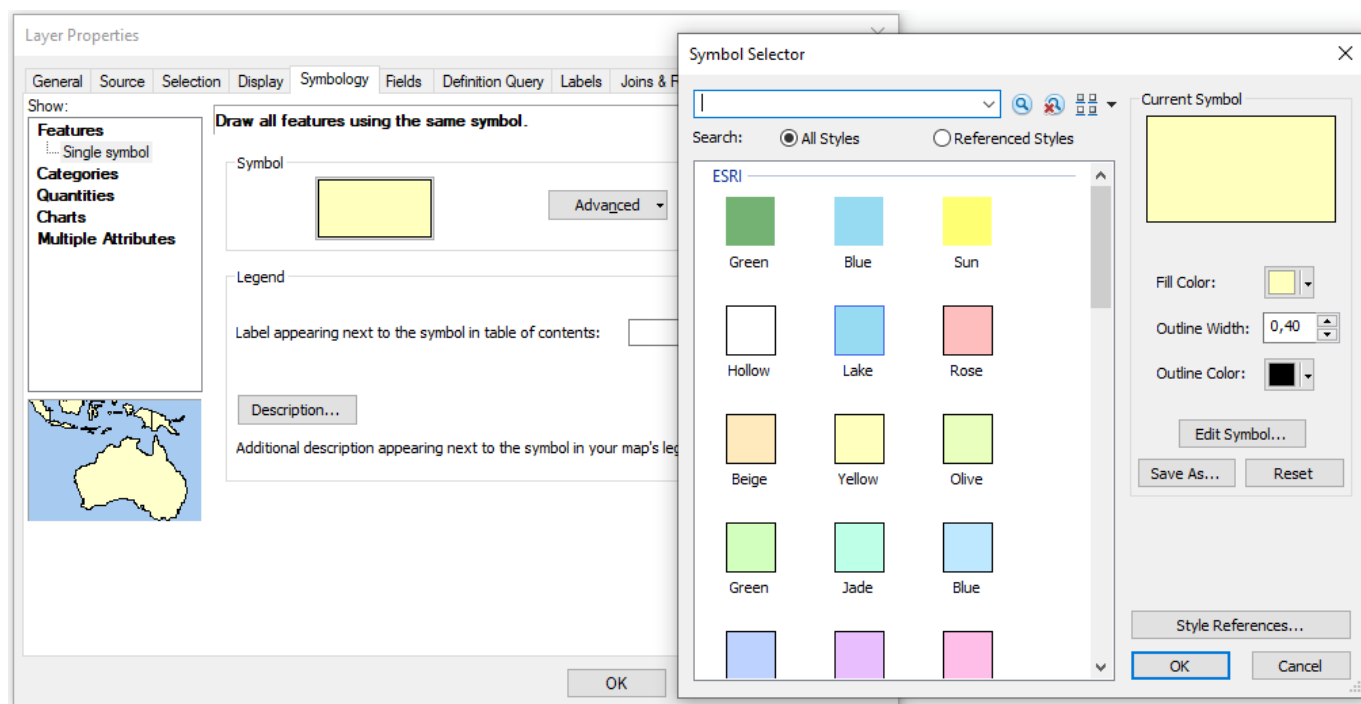 Layer Properties
General Source Selection Display Symbology Fields Definition Query Labels Joins &
Show:
Features
Single symbol
Categories
Quantities
Charts
Multiple Attributes
Draw all features using the same symbol.
Symbol
Advanced
Legend
Label appearing next to the symbol in table of contents:
Description...
Additional description appearing next to the symbol in your map's
OK
Symbol Selector
Search: All Styles Referenced Styles
ESRI
Green Blue Sun
Hollow Lake Rose
Beige Yellow Olive
Green Jade Blue
Current Symbol
Fill Color:
Outline Width: 0,40
Outline Color:
Edit Symbol...
Save As... Reset
Style References...
OK Cancel